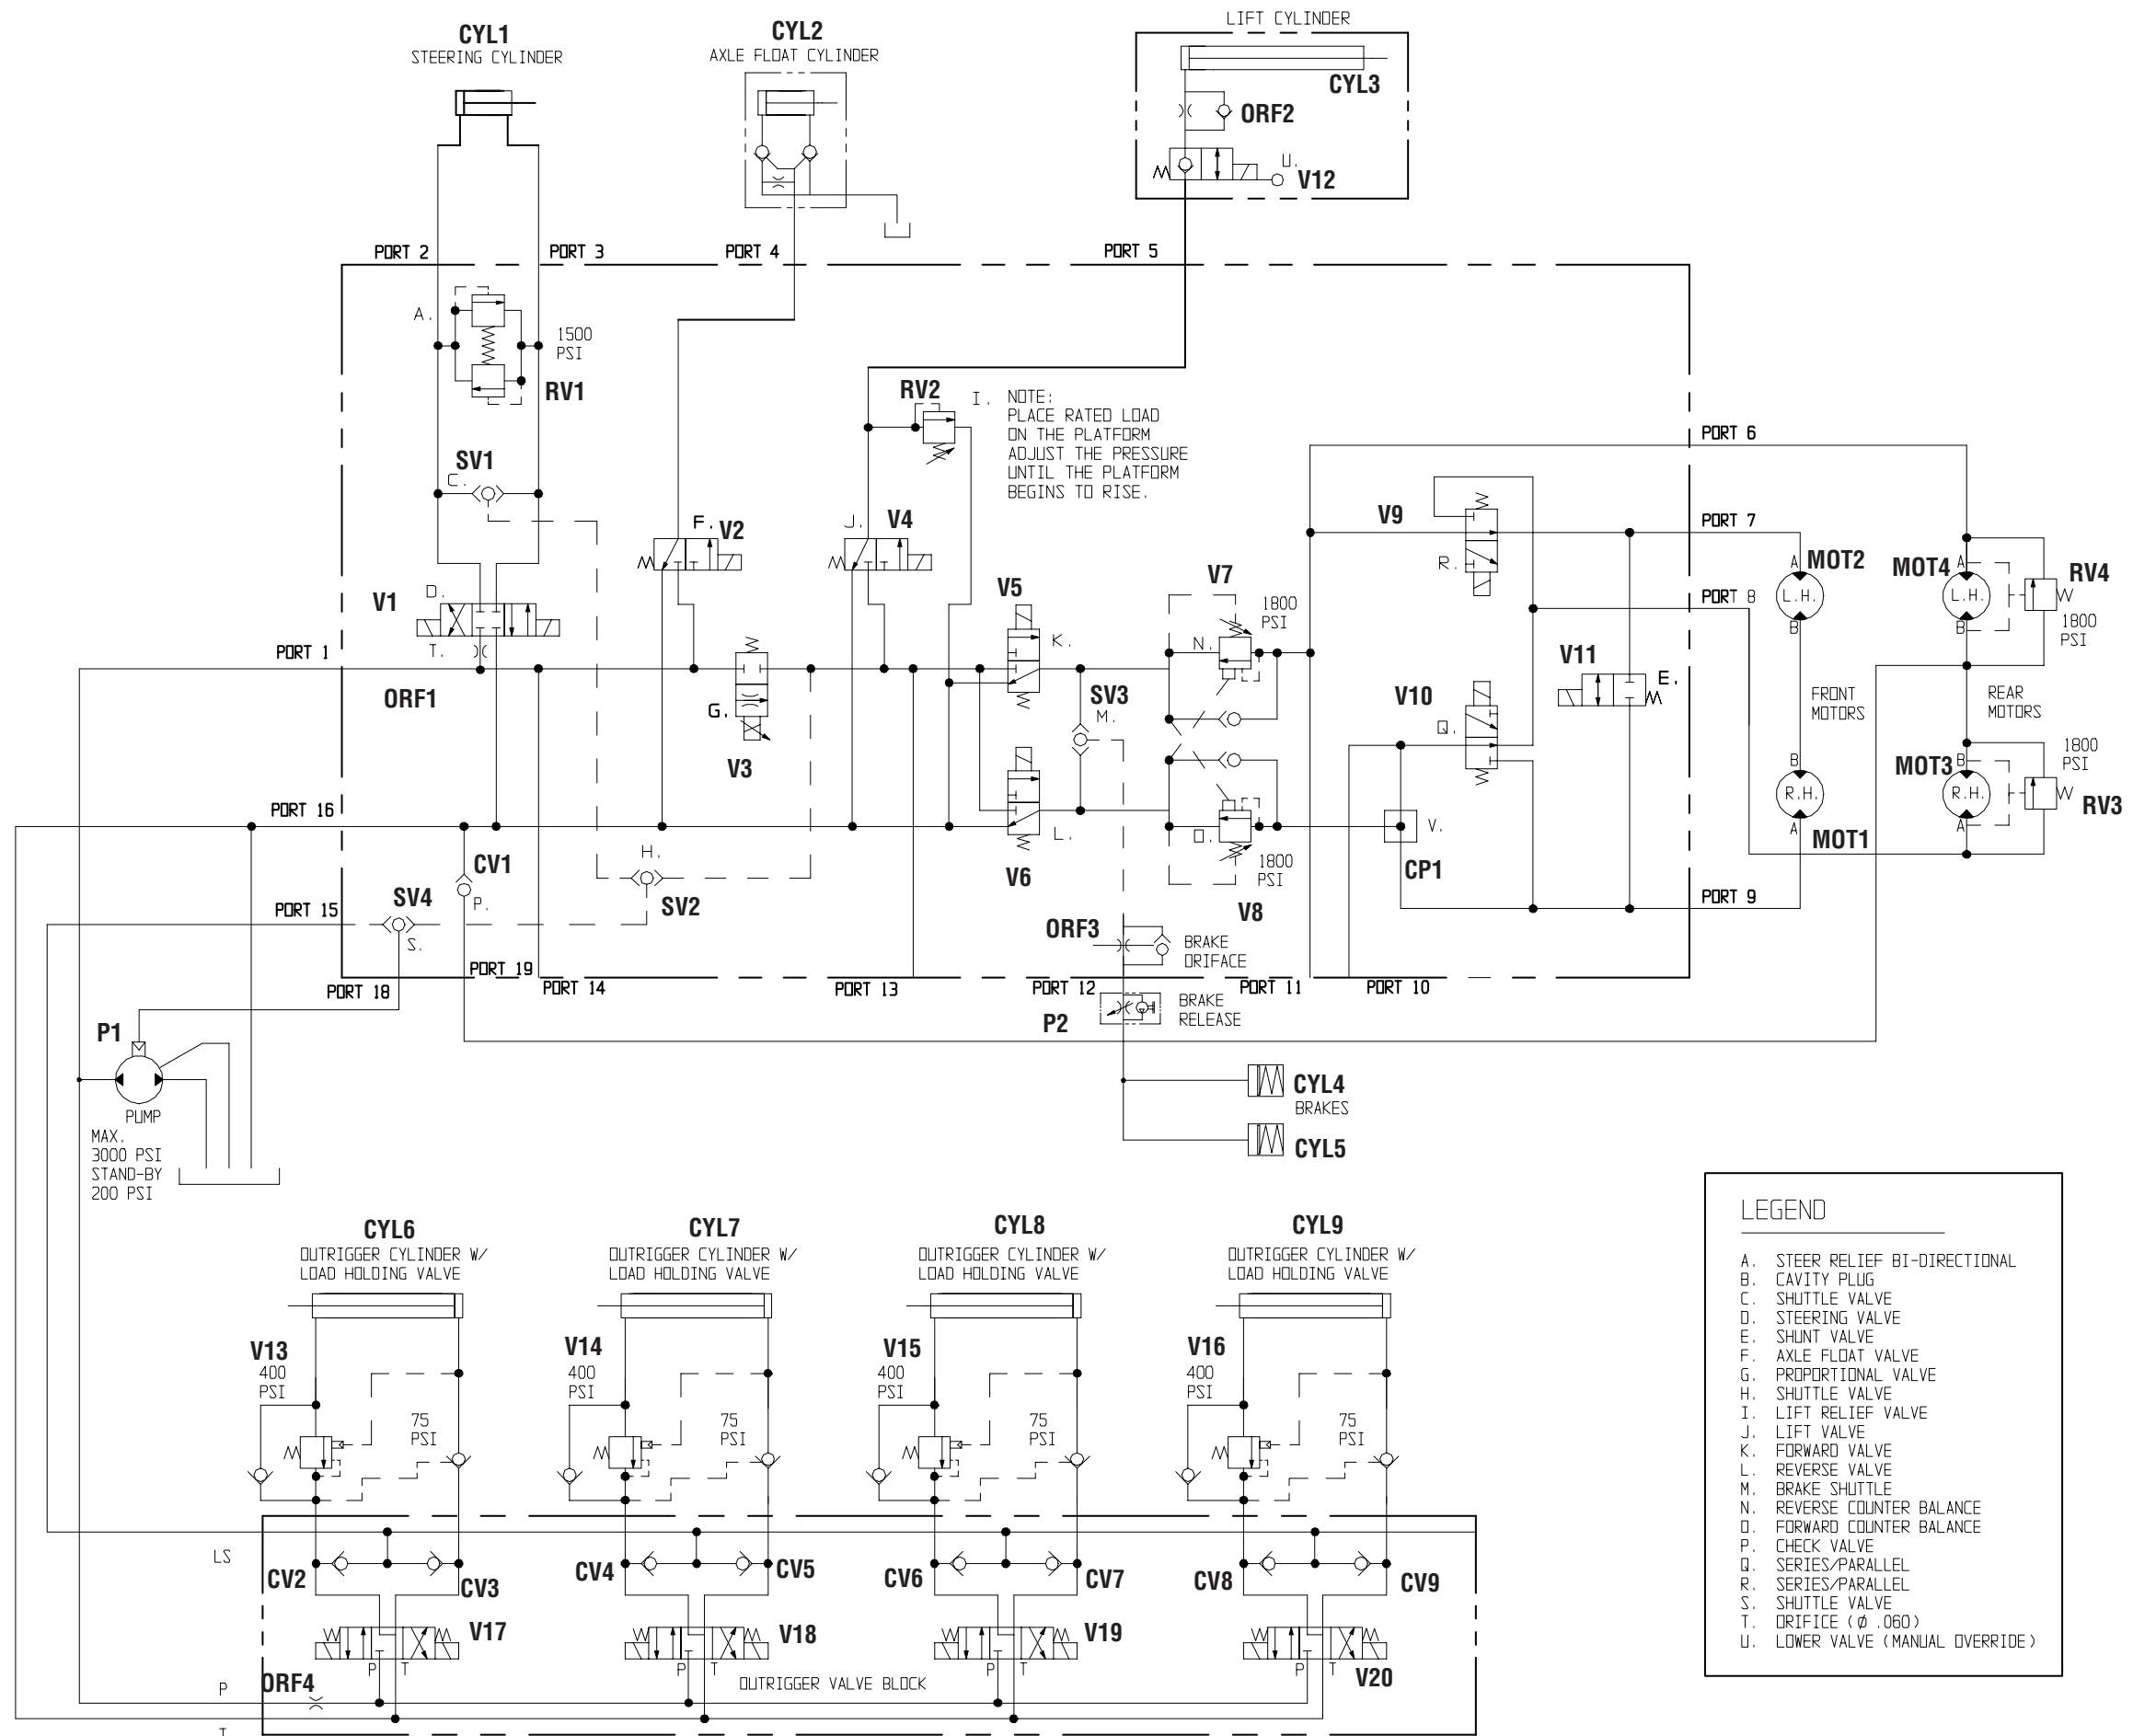 LIFT CYLINDER
CYL1
STEERING CYLINDER
CYL2
AXLE FLOAT CYLINDER
CYL3
ORF2
U.
V12
PORT 2
PORT 3
PORT 4
PORT 5
A.
1500
PSI
RV1
RV2
I. NOTE:
PLACE RATED LOAD
ON THE PLATFORM
ADJUST THE PRESSURE
UNTIL THE PLATFORM
BEGINS TO RISE.
PORT 6
SV1
C.
F.
V2
J.
V4
V9
R.
PORT 7
MOT2
A
L.H.
B
MOT4
A
L.H.
B
RV4
1800
PSI
V1
D.
T.
V5
K.
V7
1800
PSI
N.
PORT 8
PORT 1
ORF1
G.
V3
SV3
M.
V10
Q.
V11
E.
FRONT
MOTORS
REAR
MOTORS
B
R.H.
A
MOT1
MOT3
B
R.H.
A
1800
PSI
RV3
PORT 16
CV1
P.
H.
SV2
L.
V6
O.
1800
PSI
V8
V.
CP1
PORT 9
PORT 15
SV4
S.
ORF3
BRAKE
ORIFACE
PORT 19
PORT 18
PORT 14
PORT 13
PORT 12
PORT 11
PORT 10
P2
BRAKE
RELEASE
P1
PUMP
MAX.
3000 PSI
STAND-BY
200 PSI
CYL4
BRAKES
CYL5
CYL6
OUTRIGGER CYLINDER W/
LOAD HOLDING VALVE
CYL7
OUTRIGGER CYLINDER W/
LOAD HOLDING VALVE
CYL8
OUTRIGGER CYLINDER W/
LOAD HOLDING VALVE
CYL9
OUTRIGGER CYLINDER W/
LOAD HOLDING VALVE
V13
400
PSI
75
PSI
V14
400
PSI
75
PSI
V15
400
PSI
75
PSI
V16
400
PSI
75
PSI
LS
CV2
CV3
CV4
CV5
CV6
CV7
CV8
CV9
V17
P T
V18
P T
V19
P T
V20
P T
ORF4
P
OUTRIGGER VALVE BLOCK
T
LEGEND
A. STEER RELIEF BI-DIRECTIONAL
B. CAVITY PLUG
C. SHUTTLE VALVE
D. STEERING VALVE
E. SHUNT VALVE
F. AXLE FLOAT VALVE
G. PROPORTIONAL VALVE
H. SHUTTLE VALVE
I. LIFT RELIEF VALVE
J. LIFT VALVE
K. FORWARD VALVE
L. REVERSE VALVE
M. BRAKE SHUTTLE
N. REVERSE COUNTER BALANCE
O. FORWARD COUNTER BALANCE
P. CHECK VALVE
Q. SERIES/PARALLEL
R. SERIES/PARALLEL
S. SHUTTLE VALVE
T. ORIFICE (Ø .060)
U. LOWER VALVE (MANUAL OVERRIDE)